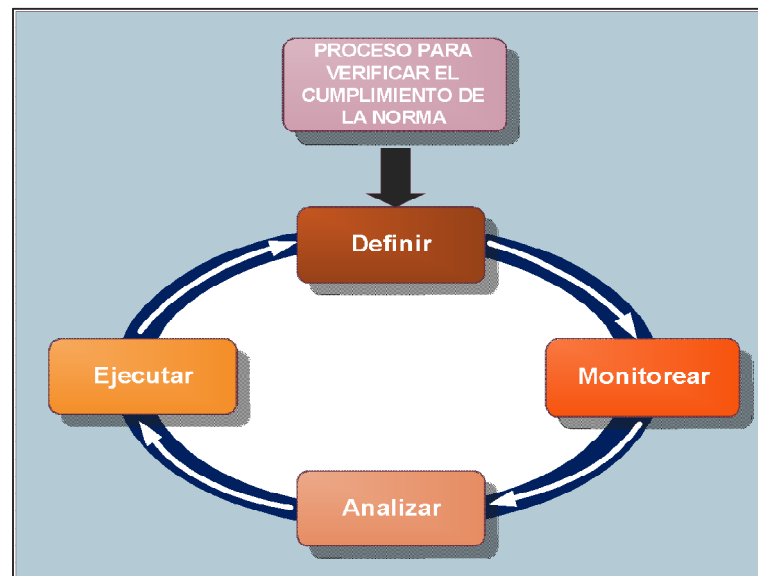 PROCESO PARA
VERIFICAR EL
CUMPLIMIENTO DE
LA NORMA
Definir
Ejecutar
Monitorear
Analizar